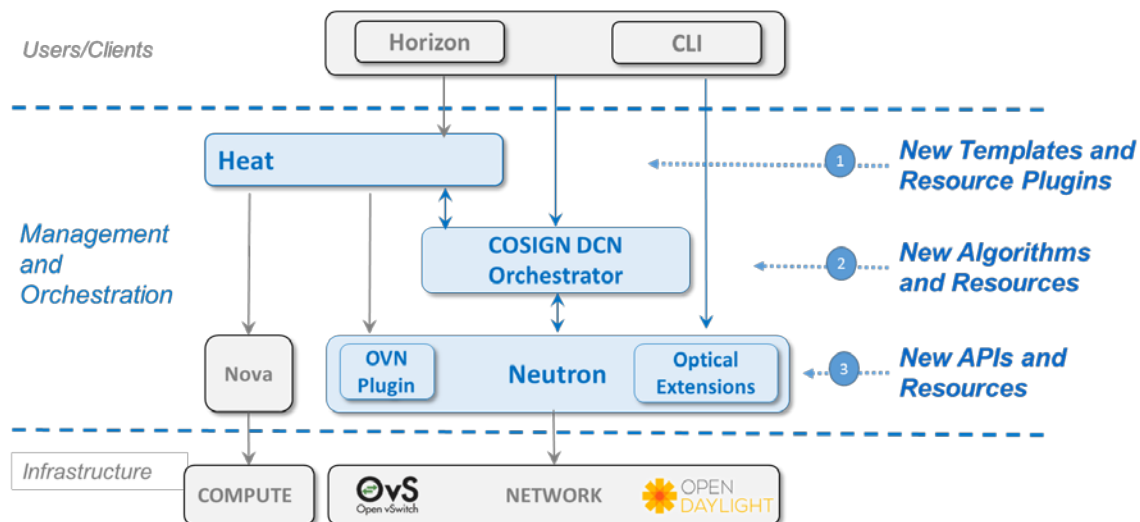 Users/Clients
Horizon
CLI
Heat
1
New Templates and
Resource Plugins
Management
and
Orchestration
COSIGN DCN
Orchestrator
2
New Algorithms
and Resources
Nova
OVN
Plugin
Neutron
Optical
Extensions
3
New APIs and
Resources
Infrastructure
COMPUTE
OvS
Open vSwitch
NETWORK
OPEN
DAYLIGHT